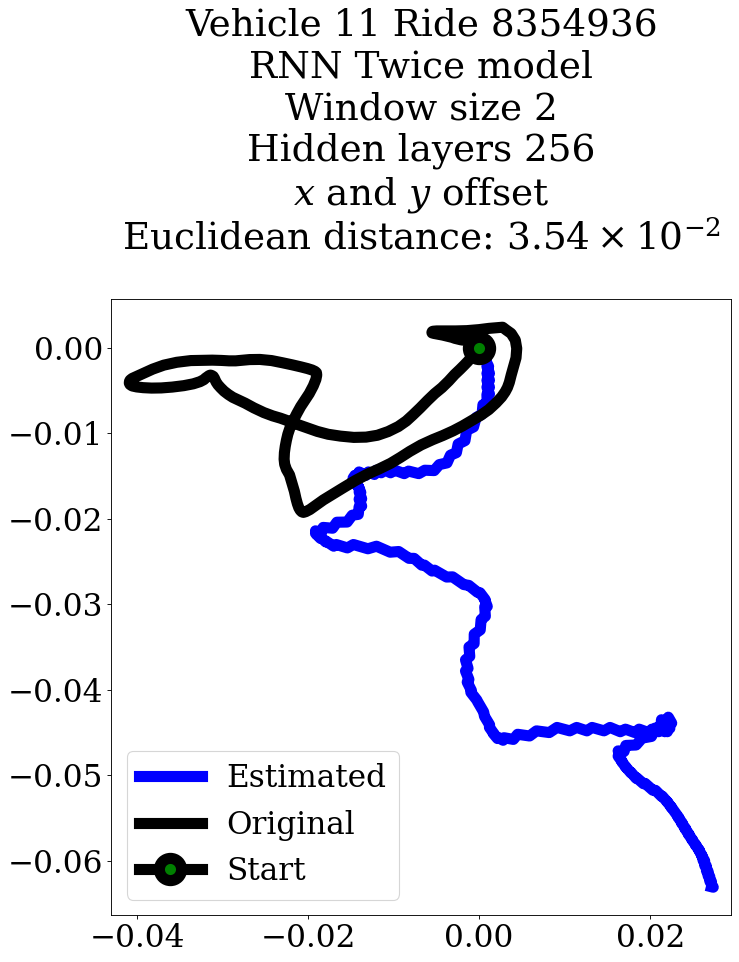 Vehicle 11 Ride 8354936
RNN Twice model
Window size 2
Hidden layers 256
x and y offset
Euclidean distance: 3.54 × 10⁻²
0.00
−0.01
−0.02
−0.03
−0.04
−0.05
−0.06
Estimated
Original
Start
−0.04 −0.02 0.00 0.02